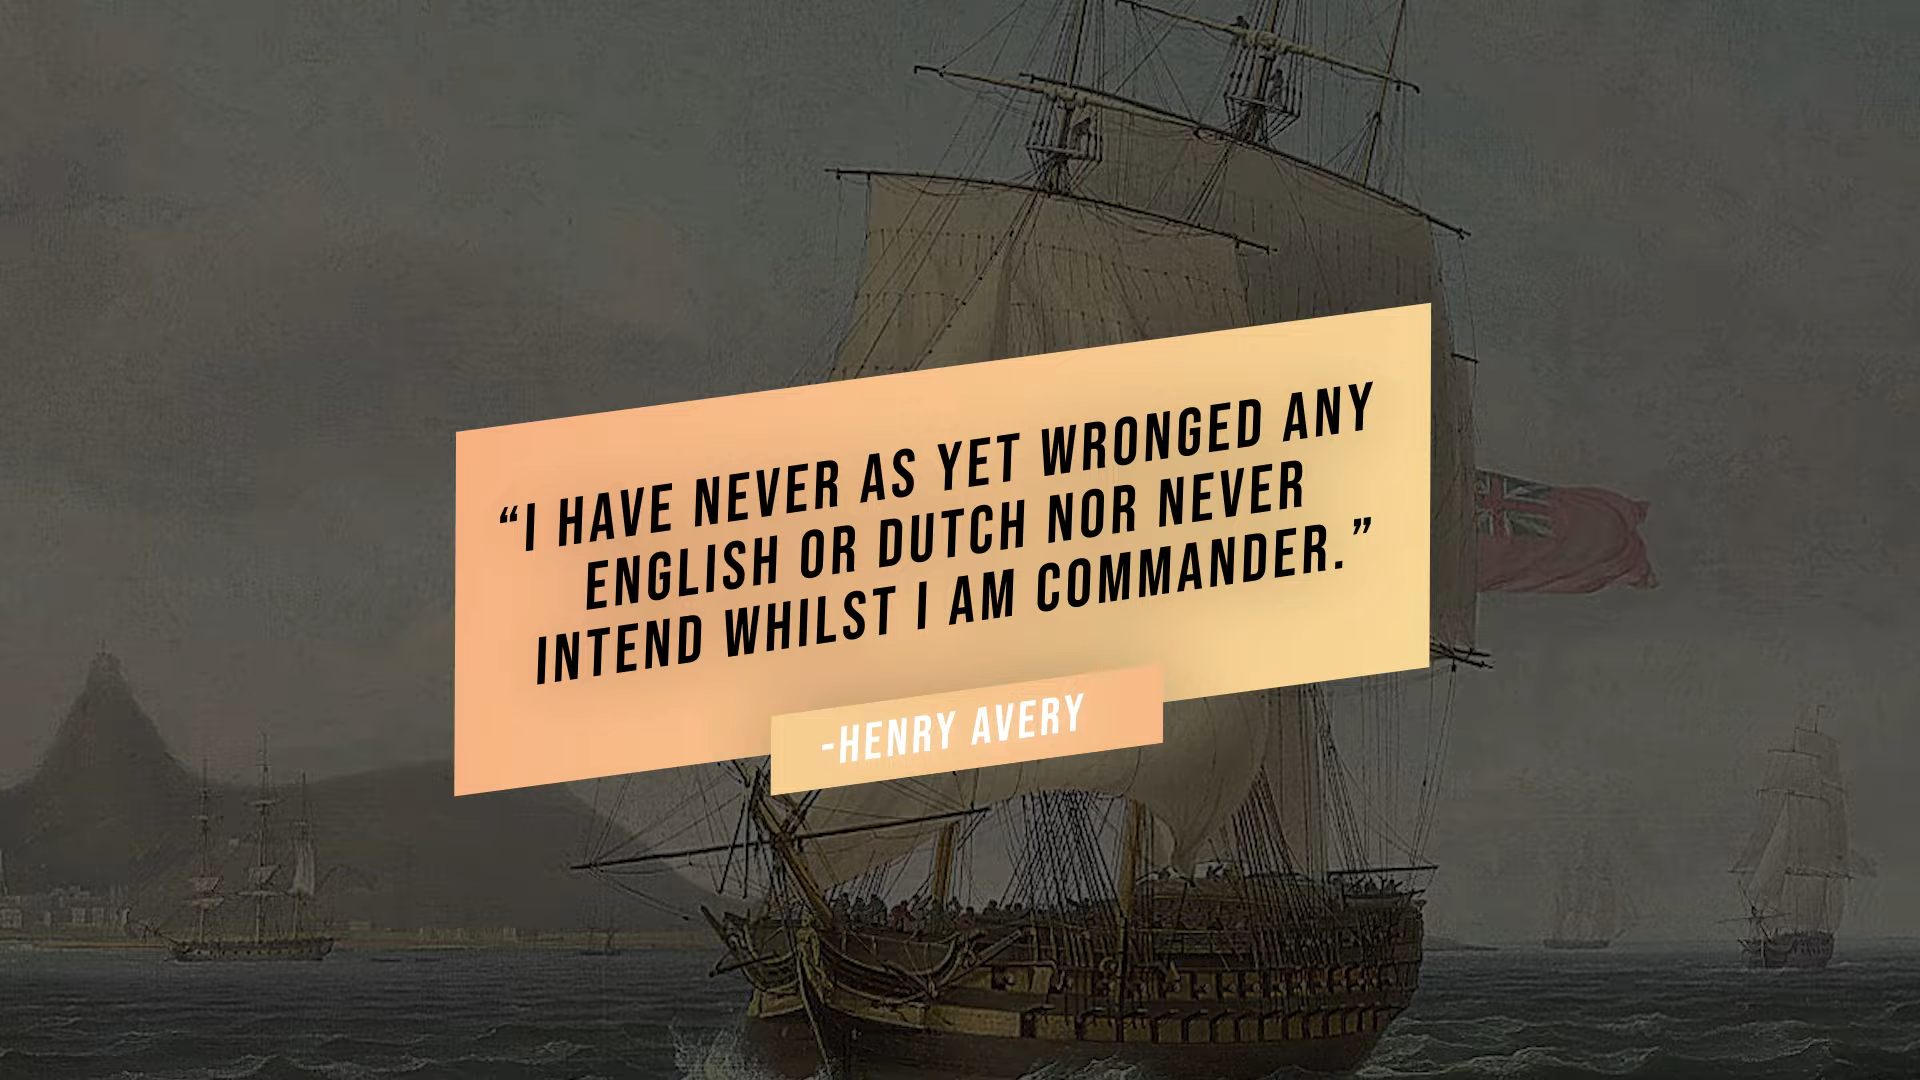 “I HAVE NEVER AS YET WRONGED ANY
ENGLISH OR DUTCH NOR NEVER
INTEND WHILST I AM COMMANDER.”
-HENRY AVERY